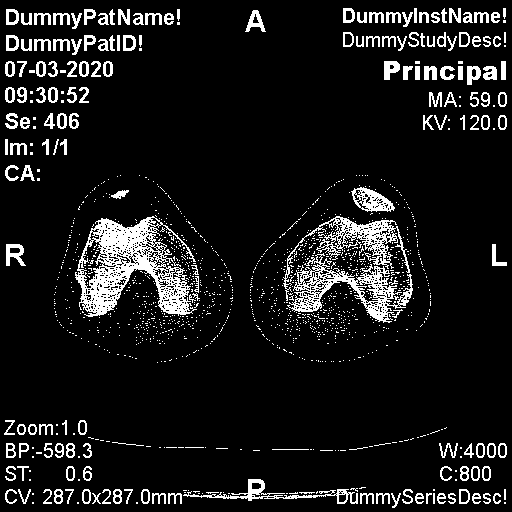 DummyPatName!
DummyPatID!
07-03-2020
09:30:52
Se: 406
Im: 1/1
CA:
A
DummyInstName!
DummyStudyDesc!
Principal
MA: 59.0
KV: 120.0
R
L
Zoom:1.0
BP:-598.3
ST: 0.6
CV: 287.0x287.0mm
P
W:4000
C:800
DummySeriesDesc!